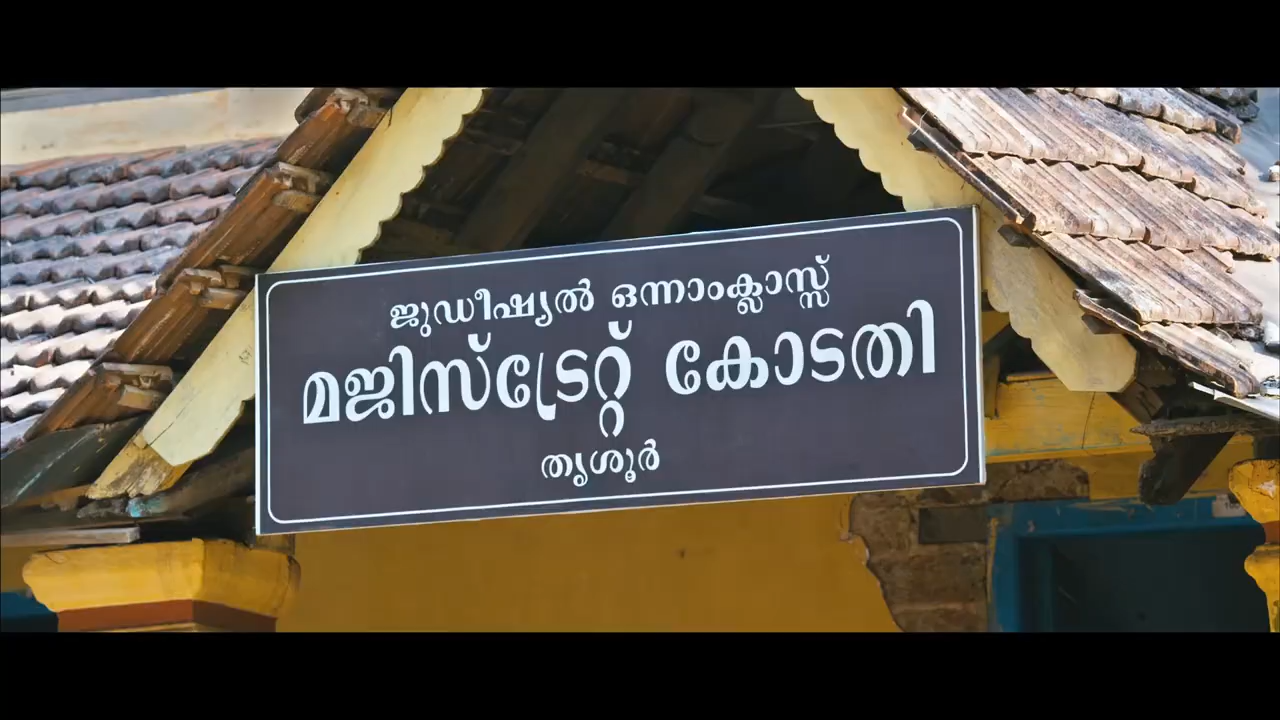 ജുഡീഷ്യൽ ഒന്നാംക്ലാസ്സ്
മജിസ്ട്രേറ്റ് കോടതി
തൃശൂർ